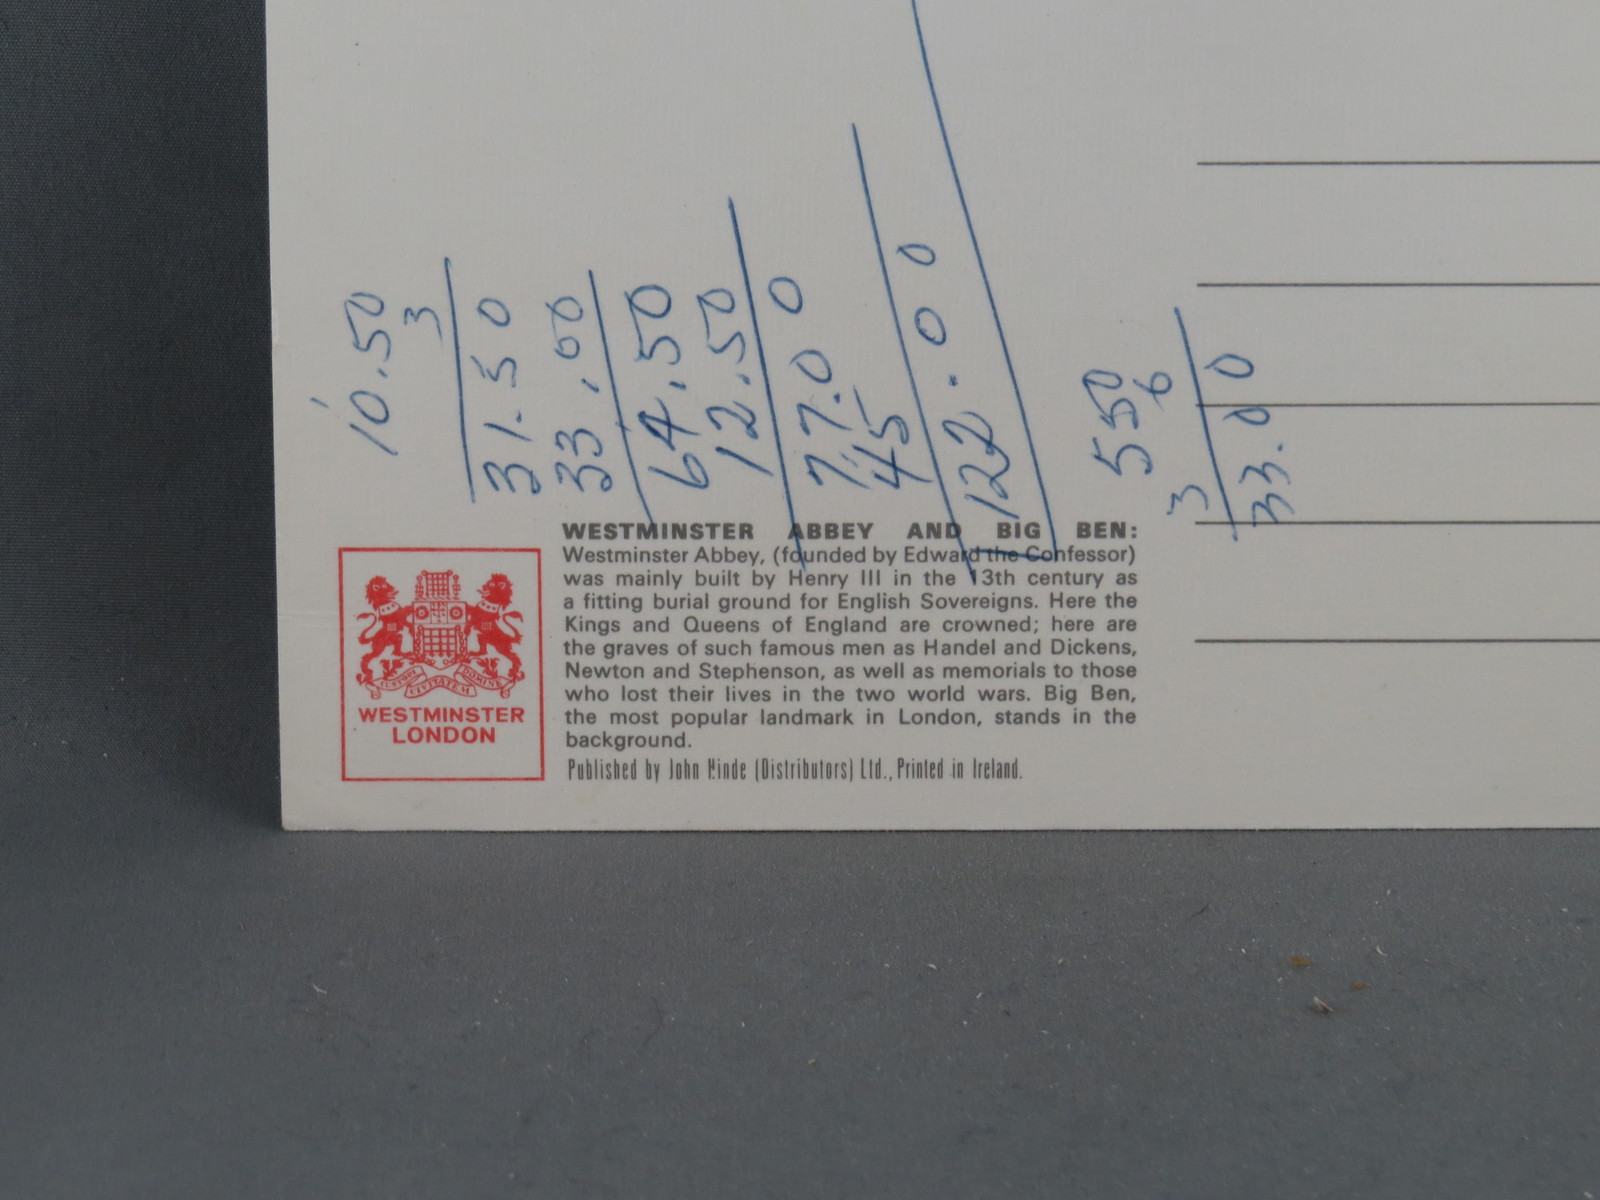 10.50
3
31.50
33.00
64.50
12.50
77.00
45
122.00
550
6
3
33.00
WESTMINSTER ABBEY AND BIG BEN:
Westminster Abbey, (founded by Edward the Confessor)
was mainly built by Henry III in the 13th century as
a fitting burial ground for English Sovereigns. Here the
Kings and Queens of England are crowned; here are
the graves of such famous men as Handel and Dickens,
Newton and Stephenson, as well as memorials to those
who lost their lives in the two world wars. Big Ben,
the most popular landmark in London, stands in the
background.
Published by John Hinde (Distributors) Ltd., Printed in Ireland.
CUSTODI CIVITATEM DOMINE
WESTMINSTER
LONDON